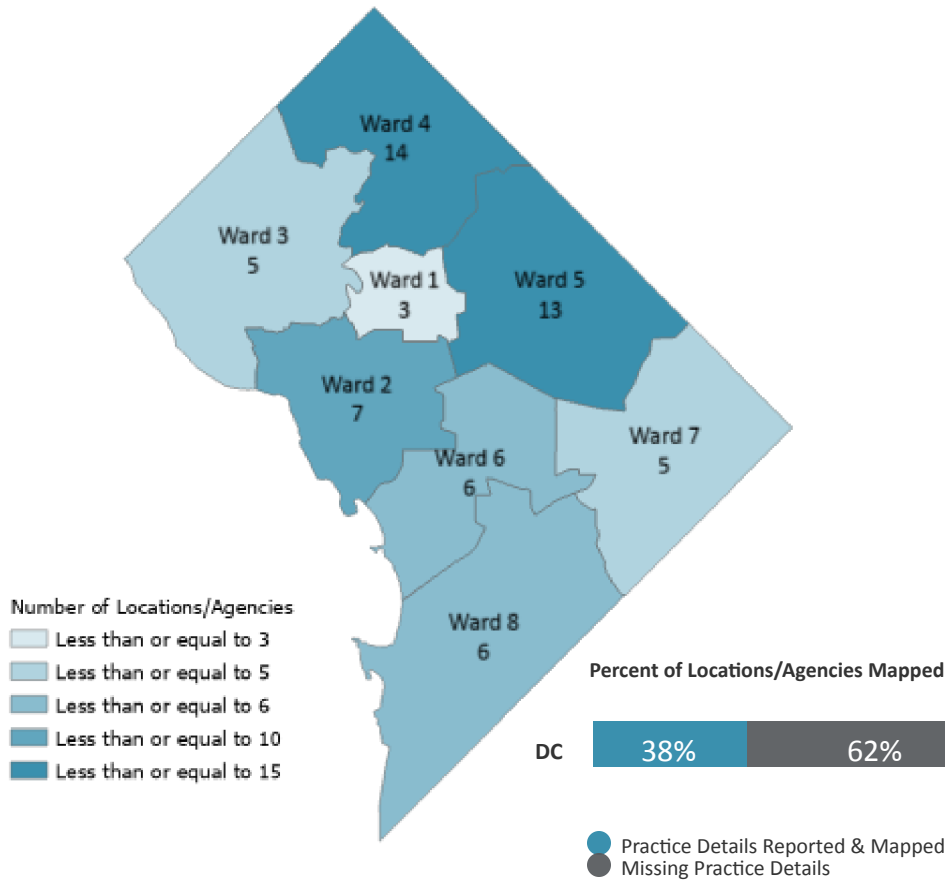 Ward 4
14
Ward 3
5
Ward 1
3
Ward 5
13
Ward 2
7
Ward 7
5
Ward 6
6
Ward 8
6
Number of Locations/Agencies
Less than or equal to 3
Less than or equal to 5
Less than or equal to 6
Less than or equal to 10
Less than or equal to 15
Percent of Locations/Agencies Mapped
DC 38% 62%
Practice Details Reported & Mapped
Missing Practice Details